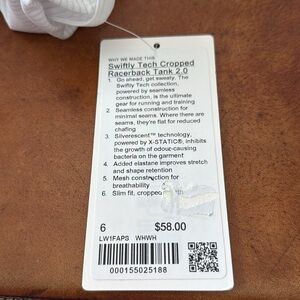 WHY WE MADE THIS
Swiftly Tech Cropped
Racerback Tank 2.0
1. Go ahead, get sweaty. The
Swiftly Tech collection,
powered by seamless
construction, is the ultimate
gear for running and training
2. Seamless construction for
minimal seams. Where there are
seams, they're flat for reduced
chafing
3. Silverescent™ technology,
powered by X-STATIC®, inhibits
the growth of odour-causing
bacteria on the garment
4. Added elastane improves stretch
and shape retention
5. Mesh construction for
breathability
6. Slim fit, cropped
6 $58.00
LW1FAPS WHWH
000155025188